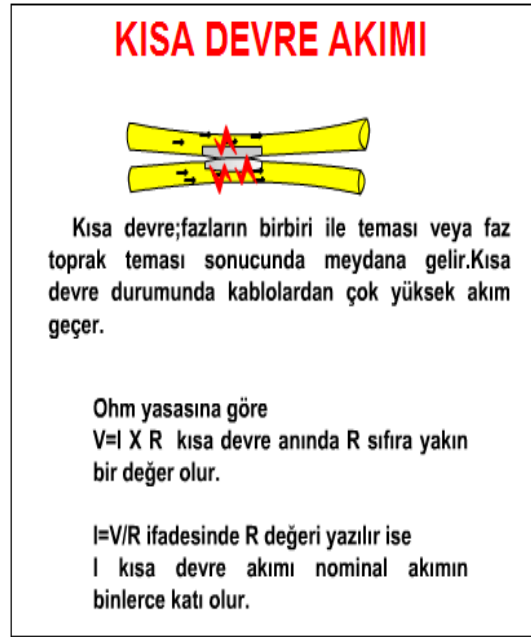 KISA DEVRE AKIMI
Kısa devre;fazların birbiri ile teması veya faz
toprak teması sonucunda meydana gelir.Kısa
devre durumunda kablolardan çok yüksek akım
geçer.
Ohm yasasına göre
V=I X R kısa devre anında R sıfıra yakın
bir değer olur.
I=V/R ifadesinde R değeri yazılır ise
I kısa devre akımı nominal akımın
binlerce katı olur.